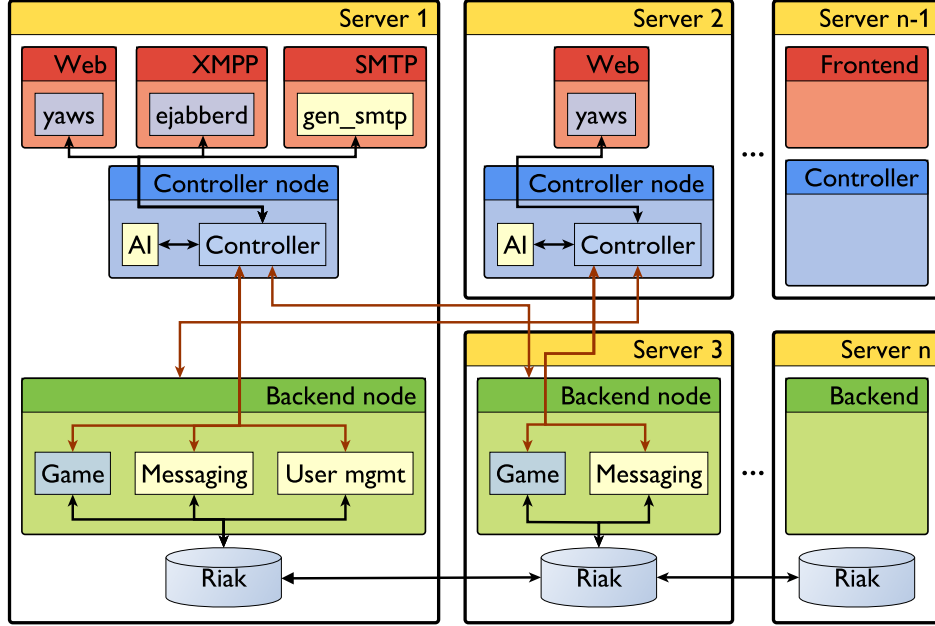 Server 1
Server 2
Server n-1
Web
XMPP
SMTP
Web
Frontend
yaws
ejabberd
gen_smtp
yaws
...
Controller node
Controller node
Controller
AI
Controller
AI
Controller
Server 3
Server n
Backend node
Backend node
Backend
Game
Messaging
User mgmt
Game
Messaging
...
Riak
Riak
Riak